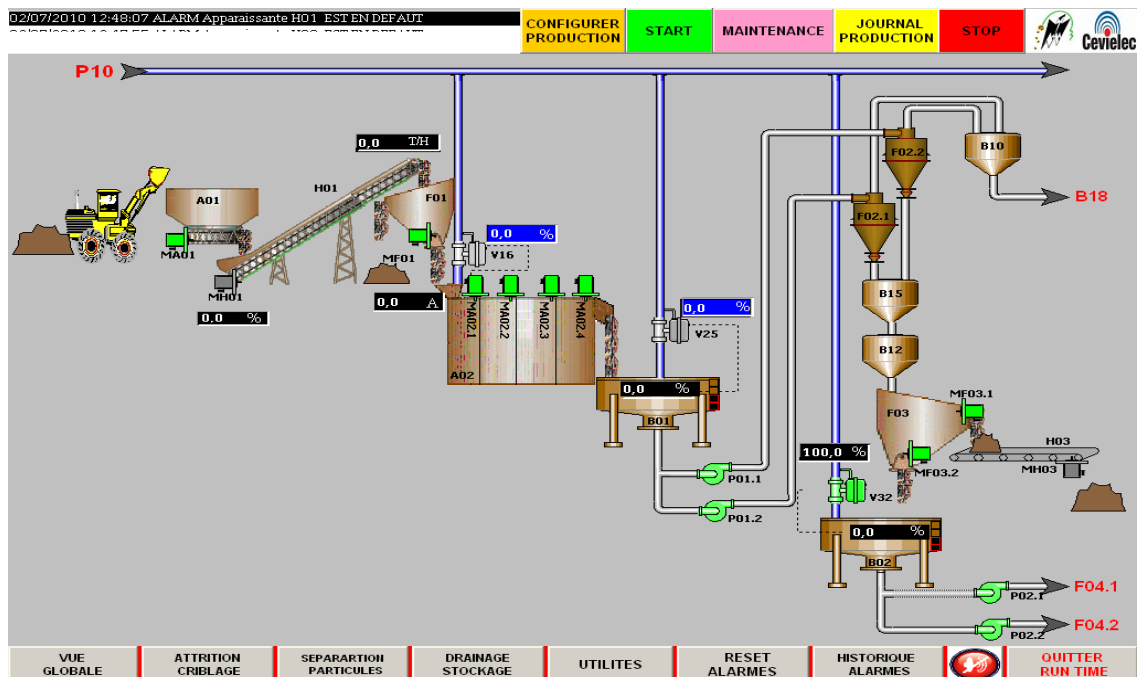 02/07/2010 12:48:07 ALARM Apparaissante H01 EST EN DEFAUT
CONFIGURER PRODUCTION
START
MAINTENANCE
JOURNAL PRODUCTION
STOP
Cevielec
P10
0,0 T/H
A01
H01
F01
MA01
MH01
0,0 %
MF01
0,0 A
0,0 %
V16
MA02.1
MA02.2
MA02.3
MA02.4
A02
0,0 %
V25
0,0 %
B01
P01.1
P01.2
F02.2
B10
B18
F02.1
B15
B12
F03
MF03.1
H03
MH03
MF03.2
100,0 %
V32
0,0 %
B02
P02.1
F04.1
P02.2
F04.2
VUE GLOBALE
ATTRITION CRIBLAGE
SEPARARTION PARTICULES
DRAINAGE STOCKAGE
UTILITES
RESET ALARMES
HISTORIQUE ALARMES
QUITTER RUN TIME